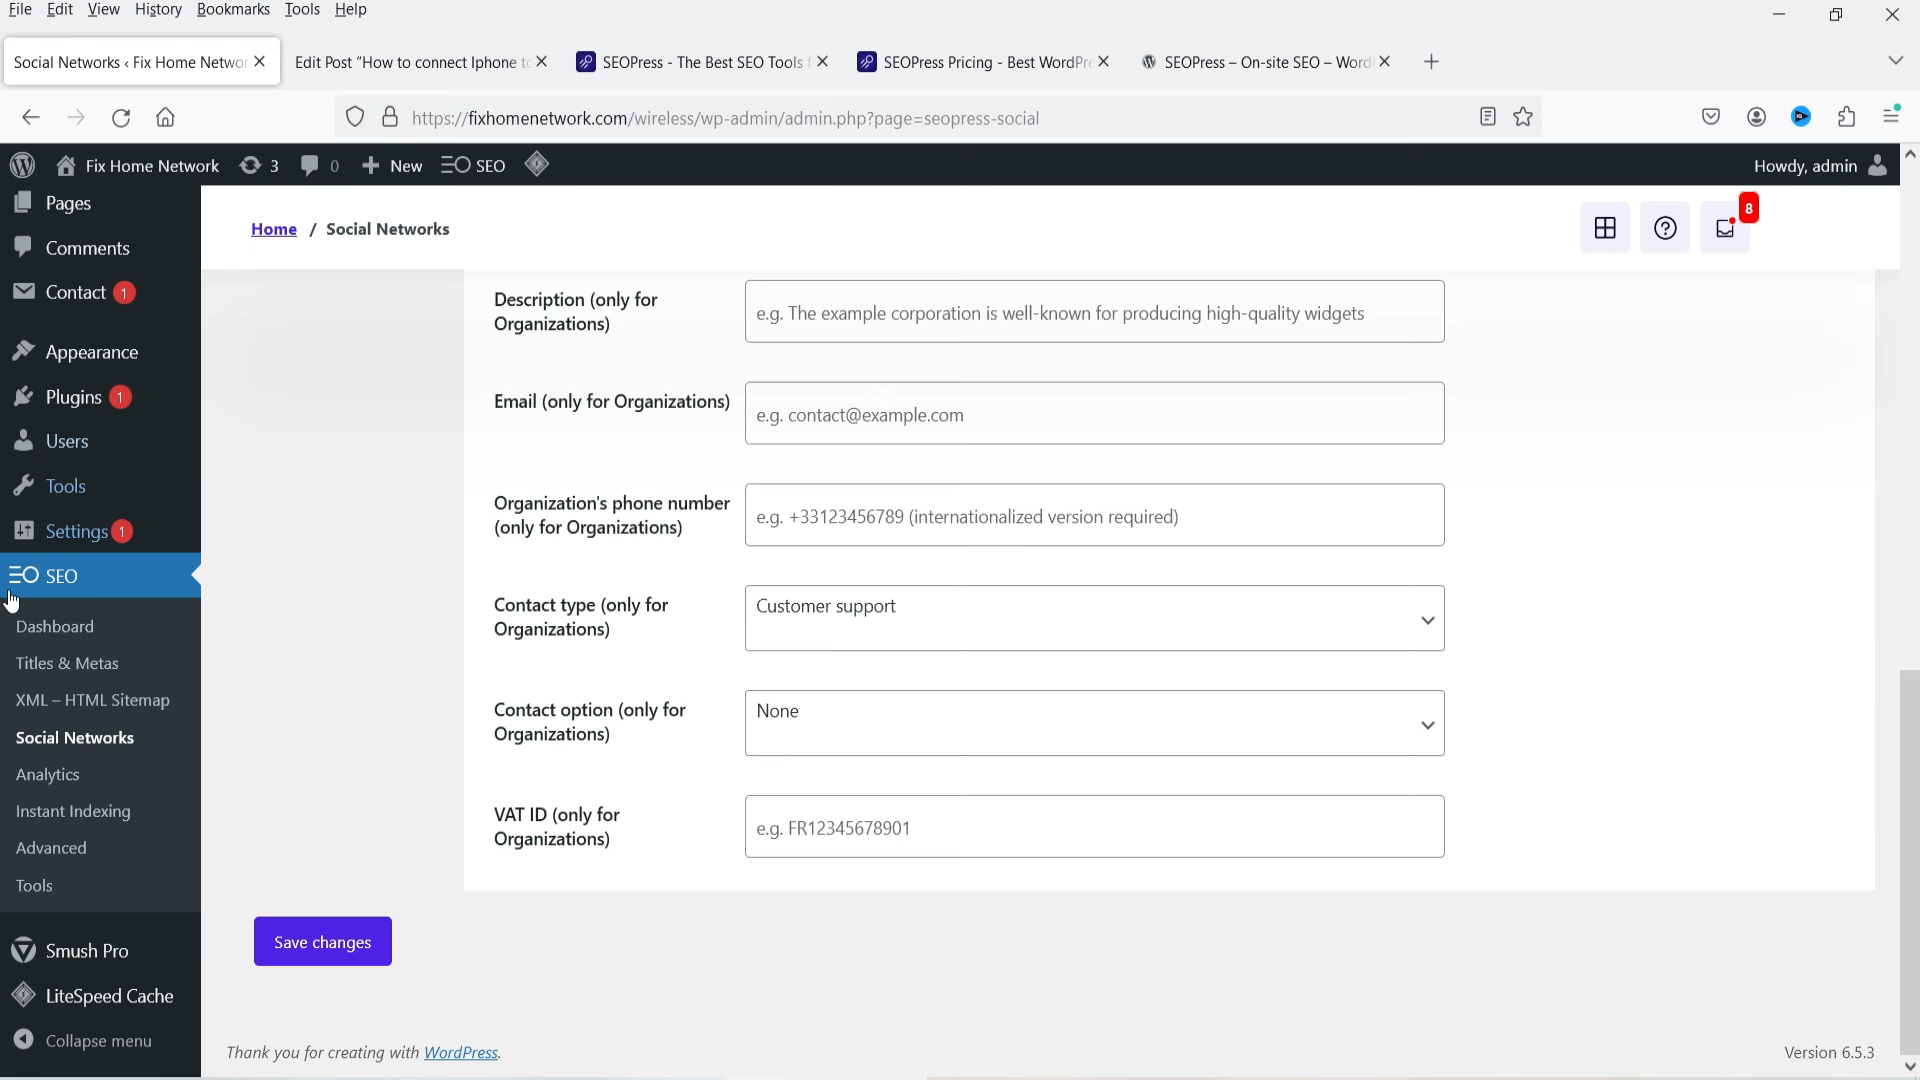 File Edit View History Bookmarks Tools Help
Social Networks ‹ Fix Home Networ
Edit Post "How to connect Iphone to
SEOPress - The Best SEO Tools
SEOPress Pricing - Best WordPre
SEOPress – On-site SEO – Word
https://fixhomenetwork.com/wireless/wp-admin/admin.php?page=seopress-social
Fix Home Network 3 0 New SEO Howdy, admin
Pages
Comments
Contact 1
Appearance
Plugins 1
Users
Tools
Settings 1
SEO
Dashboard
Titles & Metas
XML – HTML Sitemap
Social Networks
Analytics
Instant Indexing
Advanced
Tools
Smush Pro
LiteSpeed Cache
Collapse menu
Home / Social Networks
8
Description (only for
Organizations)
e.g. The example corporation is well-known for producing high-quality widgets
Email (only for Organizations)
e.g. contact@example.com
Organization's phone number
(only for Organizations)
e.g. +33123456789 (internationalized version required)
Contact type (only for
Organizations)
Customer support
Contact option (only for
Organizations)
None
VAT ID (only for
Organizations)
e.g. FR12345678901
Save changes
Thank you for creating with WordPress.
Version 6.5.3